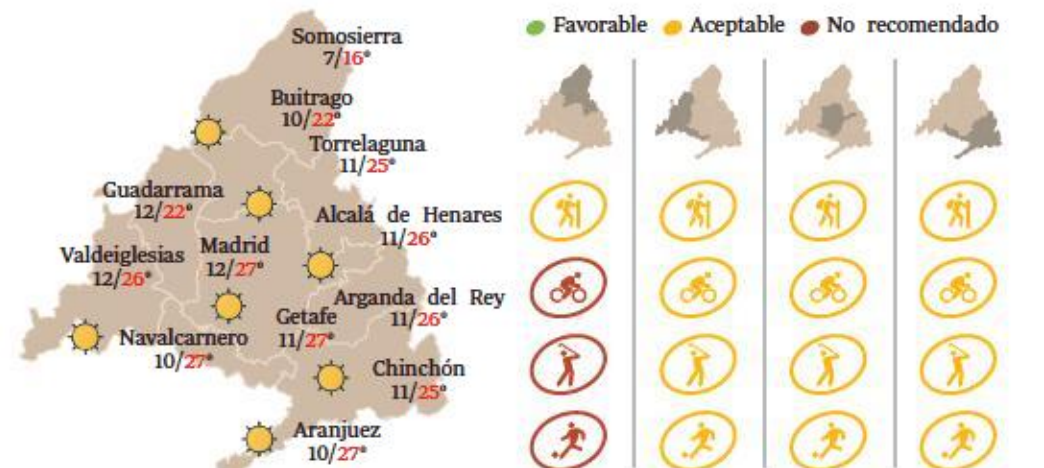 Somosierra
7/16°
Buitrago
10/22°
Torrelaguna
11/25°
Guadarrama
12/22°
Alcalá de Henares
11/26°
Valdeiglesias
12/26°
Madrid
12/27°
Arganda del Rey
11/26°
Getafe
11/27°
Navalcarnero
10/27°
Chinchón
11/25°
Aranjuez
10/27°
Favorable Aceptable No recomendado